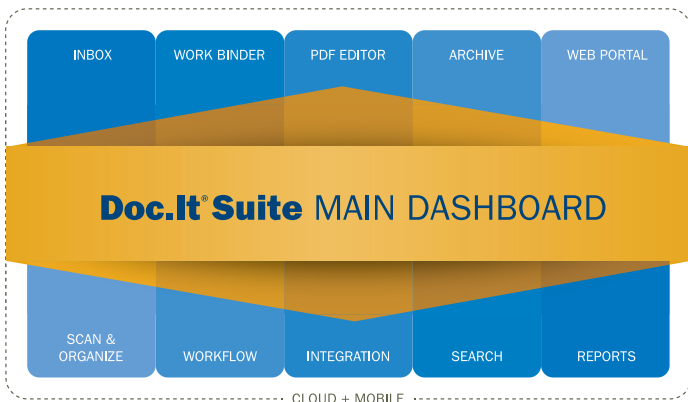 INBOX
WORK BINDER
PDF EDITOR
ARCHIVE
WEB PORTAL
Doc.It® Suite MAIN DASHBOARD
SCAN &
ORGANIZE
WORKFLOW
INTEGRATION
SEARCH
REPORTS
CLOUD + MOBILE